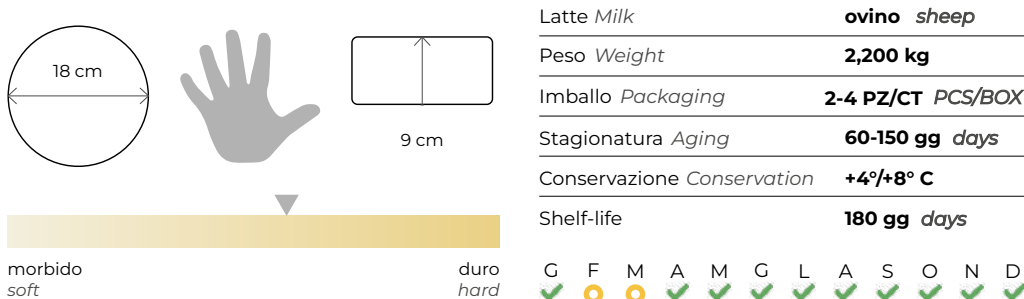 18 cm
9 cm
morbido duro
soft hard
Latte Milk ovino sheep
Peso Weight 2,200 kg
Imballo Packaging 2-4 PZ/CT PCS/BOX
Stagionatura Aging 60-150 gg days
Conservazione Conservation +4°/+8° C
Shelf-life 180 gg days
G F M A M G L A S O N D